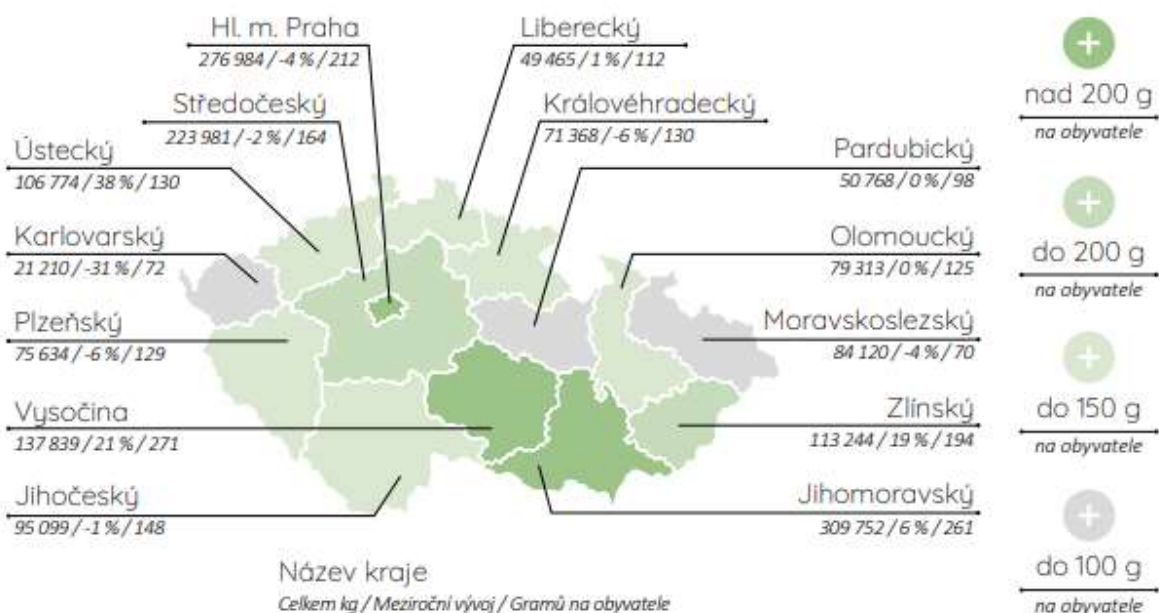 Hl. m. Praha
276 984 / -4 % / 212
Liberecký
49 465 / 1 % / 112
Středočeský
223 981 / -2 % / 164
Královéhradecký
71 368 / -6 % / 130
Ústecký
106 774 / 38 % / 130
Pardubický
50 768 / 0 % / 98
Karlovarský
21 210 / -31 % / 72
Olomoucký
79 313 / 0 % / 125
Plzeňský
75 634 / -6 % / 129
Moravskoslezský
84 120 / -4 % / 70
Vysočina
137 839 / 21 % / 271
Zlínský
113 244 / 19 % / 194
Jihočeský
95 099 / -1 % / 148
Jihomoravský
309 752 / 6 % / 261
Název kraje
Celkem kg / Meziroční vývoj / Gramů na obyvatele
nad 200 g
na obyvatele
do 200 g
na obyvatele
do 150 g
na obyvatele
do 100 g
na obyvatele